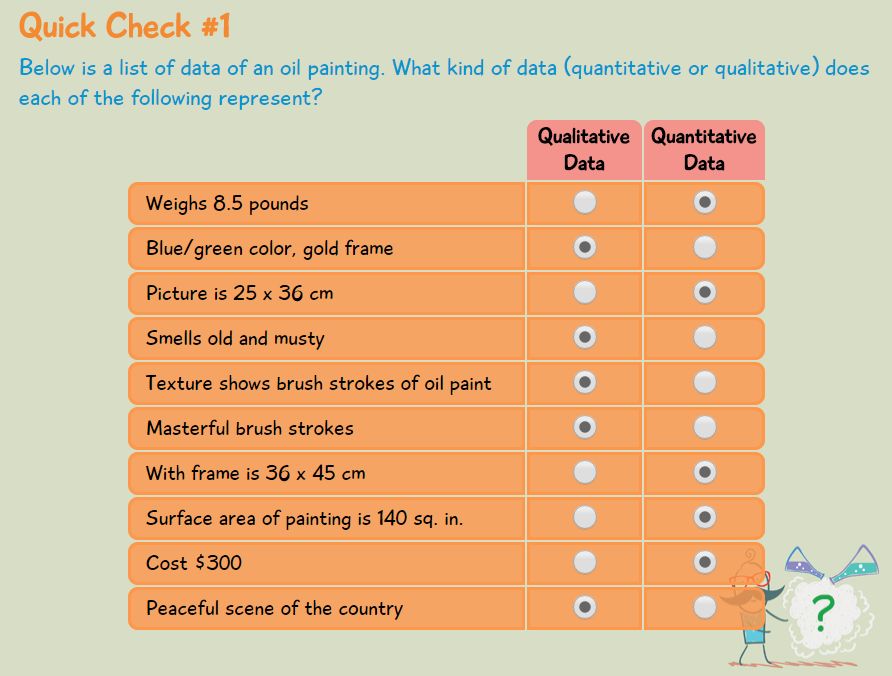 Quick Check #1
Below is a list of data of an oil painting. What kind of data (quantitative or qualitative) does
each of the following represent?
Qualitative Data
Quantitative Data
Weighs 8.5 pounds
Blue/green color, gold frame
Picture is 25 x 36 cm
Smells old and musty
Texture shows brush strokes of oil paint
Masterful brush strokes
With frame is 36 x 45 cm
Surface area of painting is 140 sq. in.
Cost $300
Peaceful scene of the country
?